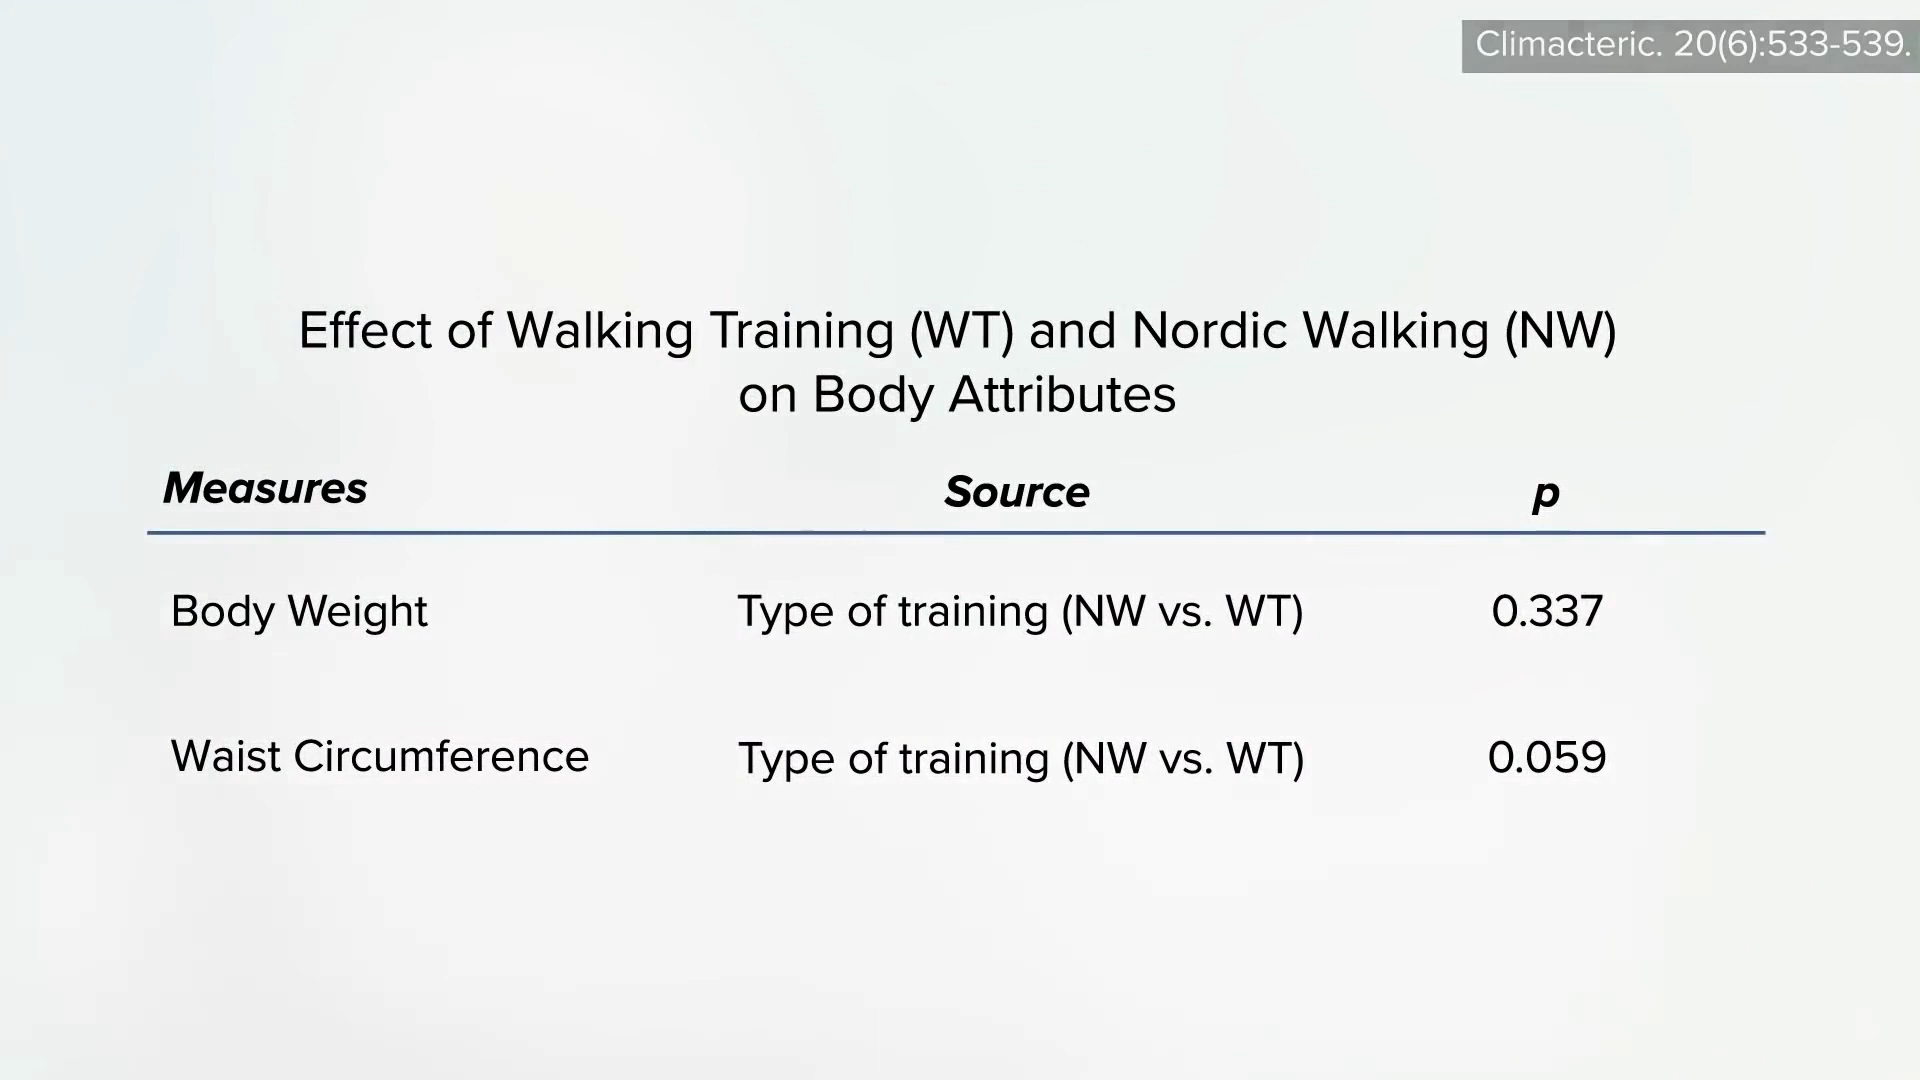 Climacteric. 20(6):533-539.
Effect of Walking Training (WT) and Nordic Walking (NW)
on Body Attributes
Measures Source p
Body Weight Type of training (NW vs. WT) 0.337
Waist Circumference Type of training (NW vs. WT) 0.059